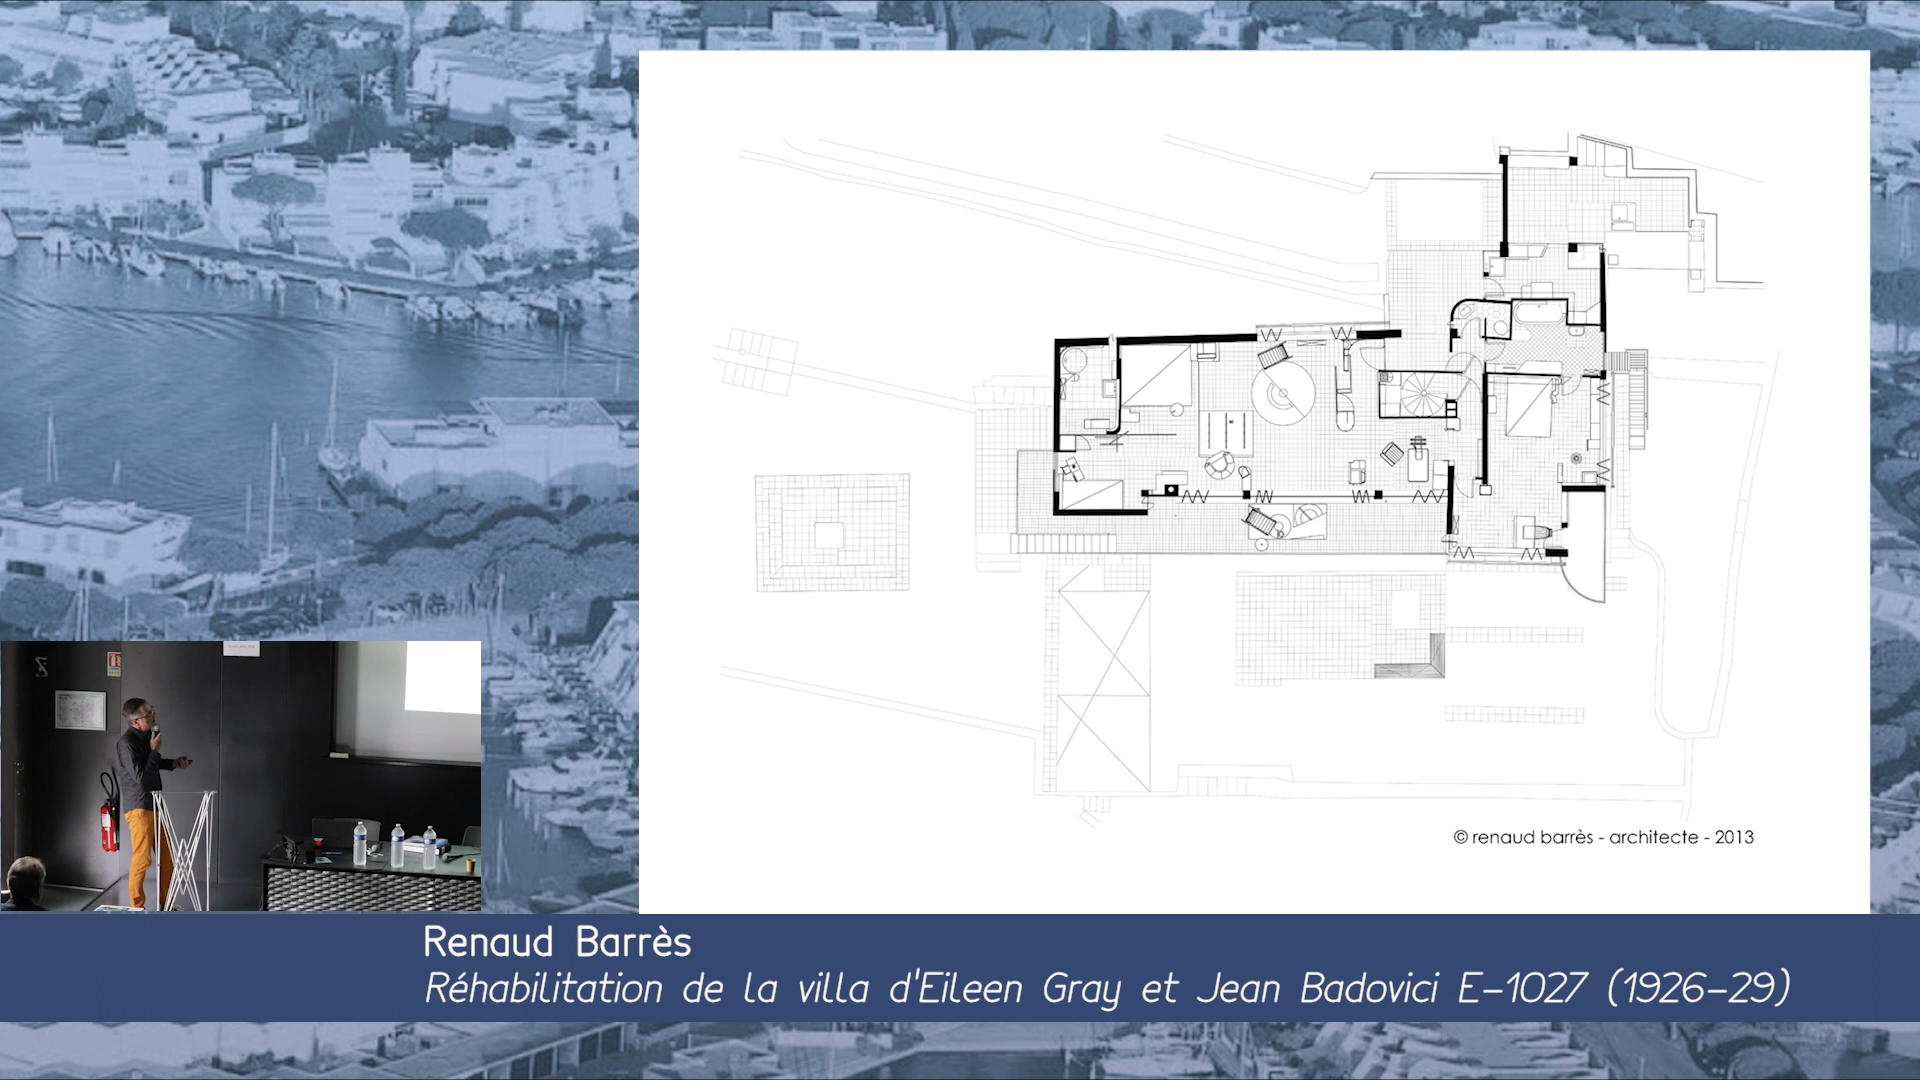 © renaud barrès - architecte - 2013
Renaud Barrès
Réhabilitation de la villa d'Eileen Gray et Jean Badovici E-1027 (1926-29)